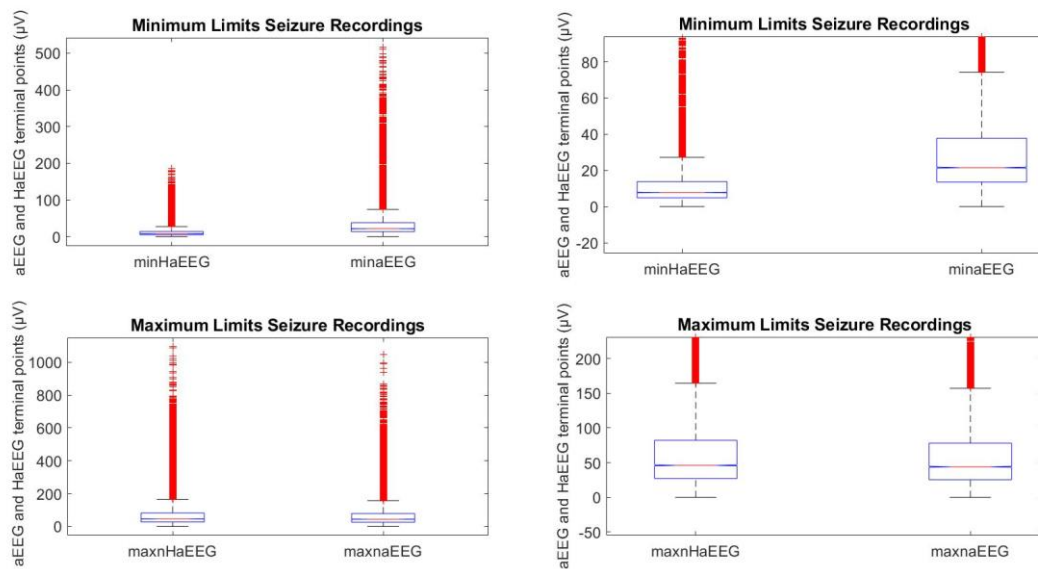 Minimum Limits Seizure Recordings
aEEG and HaEEG terminal points (µV)
500
400
300
200
100
0
minHaEEG minaEEG
Minimum Limits Seizure Recordings
aEEG and HaEEG terminal points (µV)
80
60
40
20
0
-20
minHaEEG minaEEG
Maximum Limits Seizure Recordings
aEEG and HaEEG terminal points (µV)
1000
800
600
400
200
0
maxnHaEEG maxnaEEG
Maximum Limits Seizure Recordings
aEEG and HaEEG terminal points (µV)
200
150
100
50
0
-50
maxnHaEEG maxnaEEG